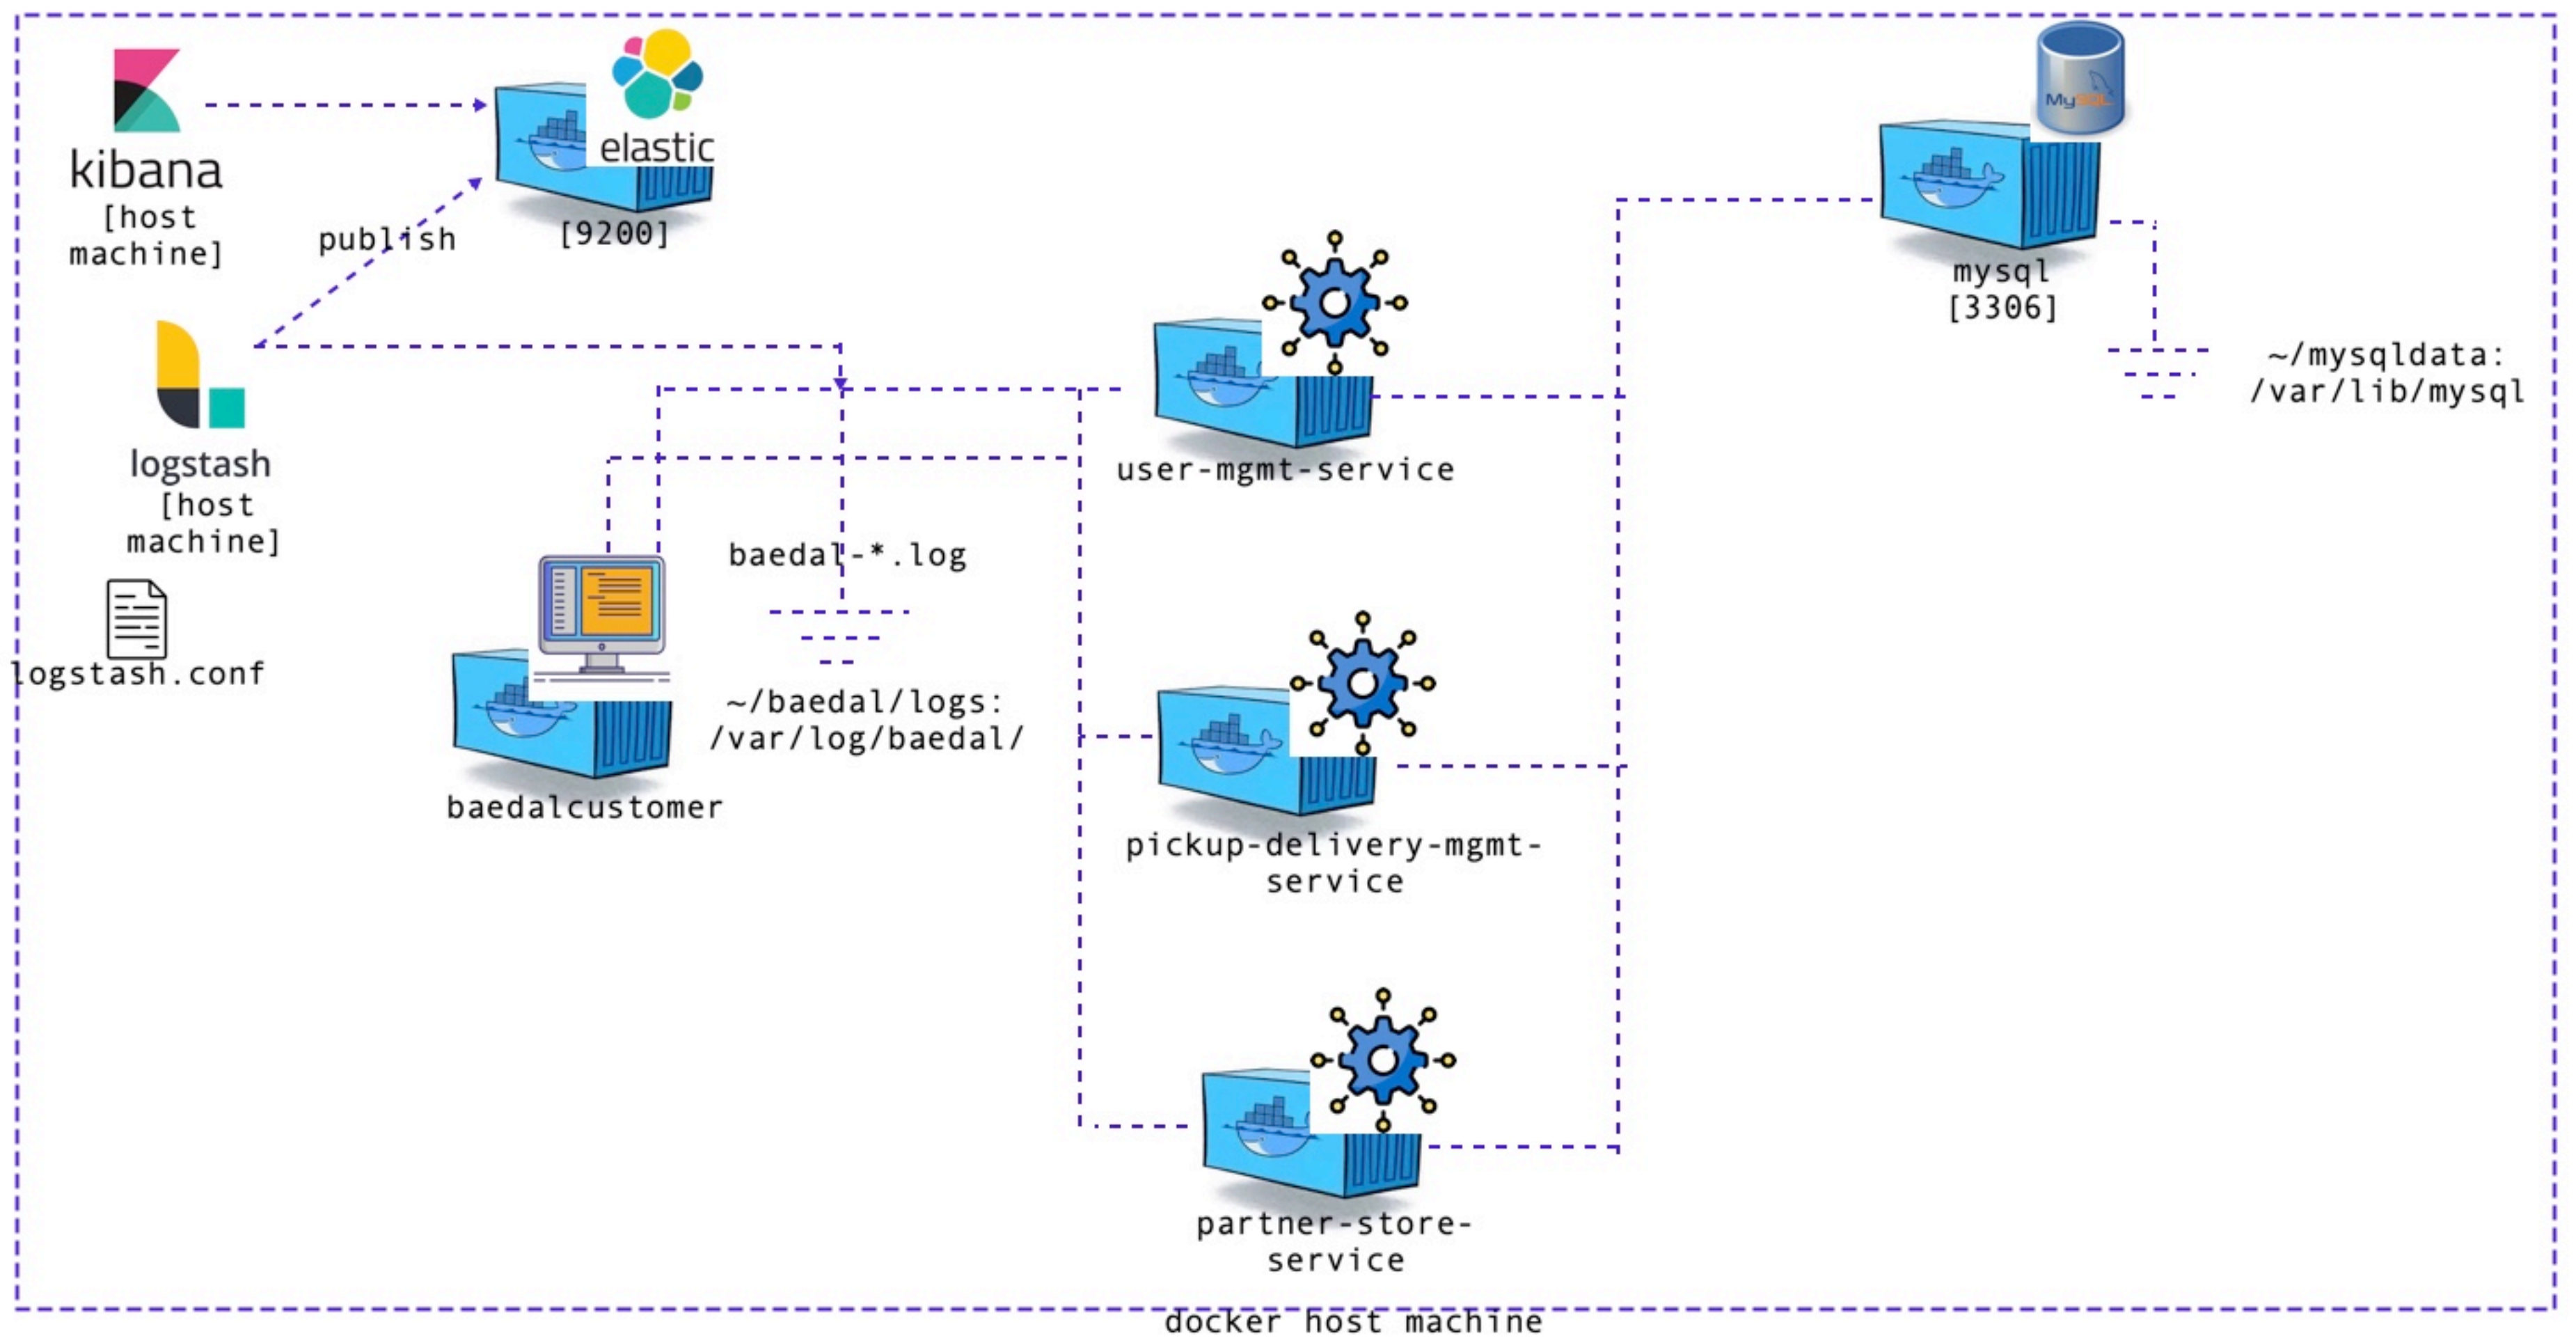 kibana
[host
machine]
publish
elastic
[9200]
MySQL
mysql
[3306]
~/mysqldata:
/var/lib/mysql
logstash
[host
machine]
logstash.conf
user-mgmt-service
baedal-*.log
~/baedal/logs:
/var/log/baedal/
baedalcustomer
pickup-delivery-mgmt-
service
partner-store-
service
docker host machine